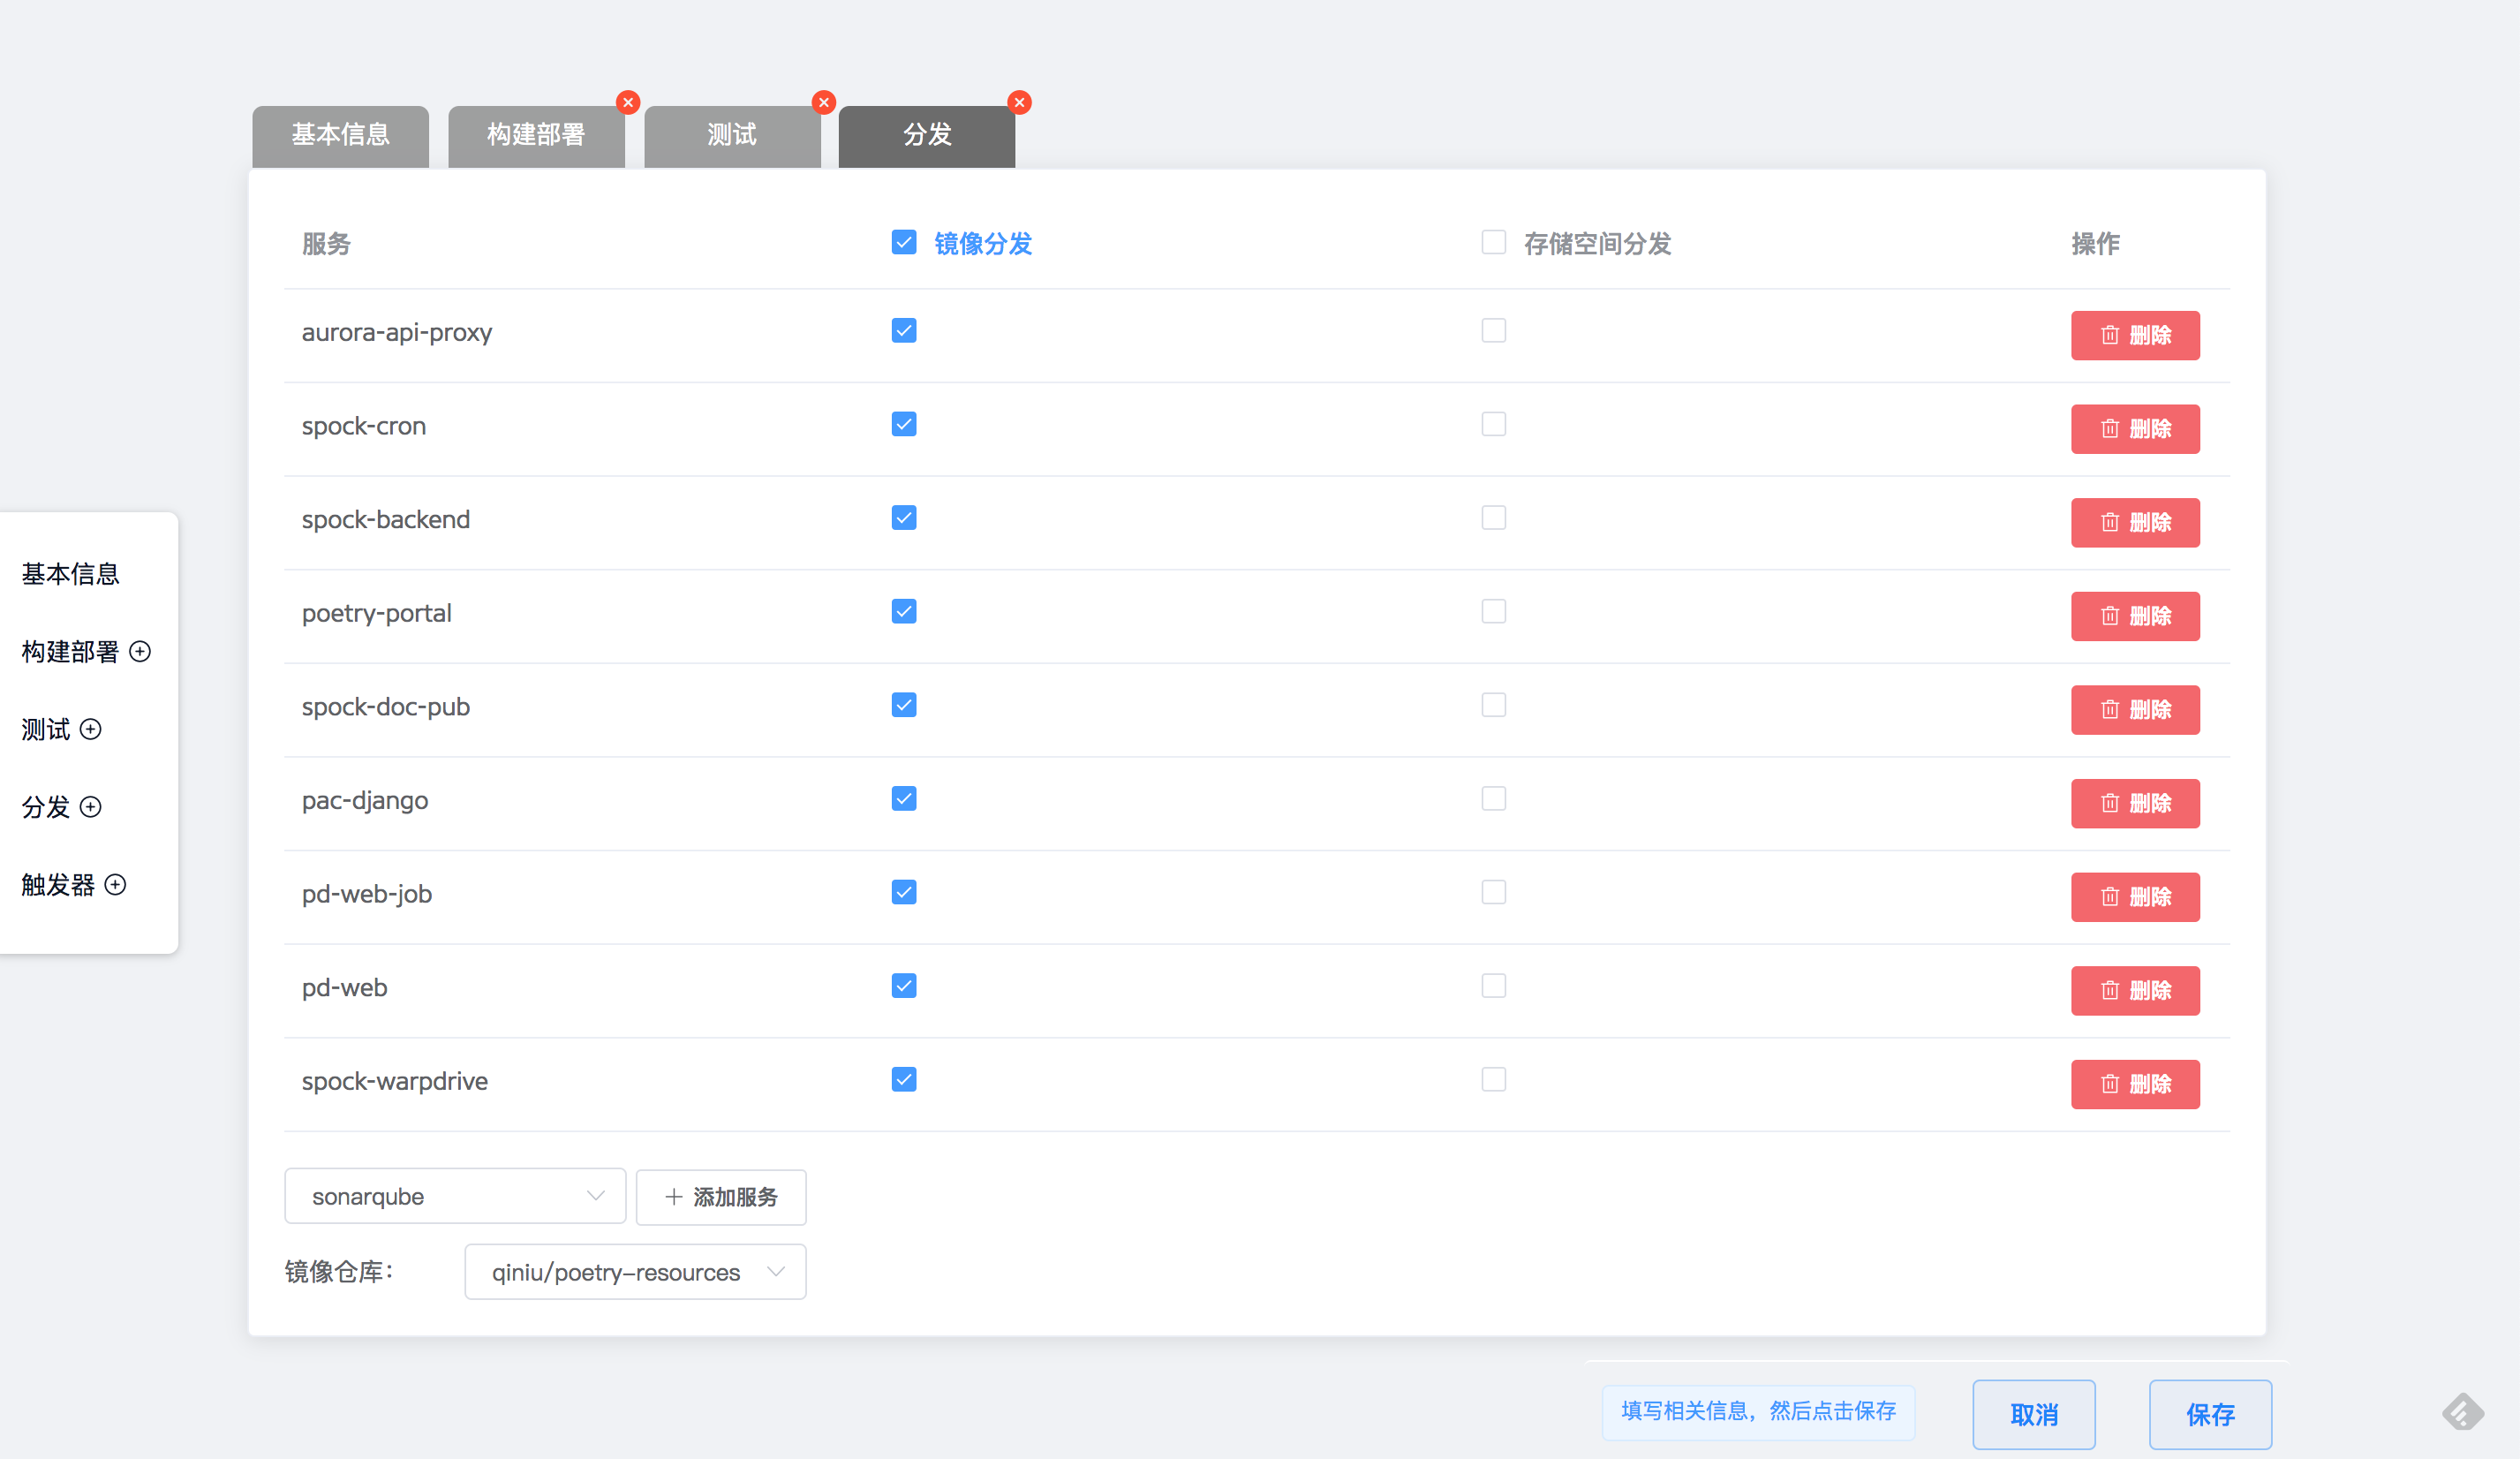 基本信息
构建部署
测试
分发
服务
镜像分发
存储空间分发
操作
aurora-api-proxy
删除
spock-cron
删除
spock-backend
删除
poetry-portal
删除
spock-doc-pub
删除
pac-django
删除
pd-web-job
删除
pd-web
删除
spock-warpdrive
删除
基本信息
构建部署
测试
分发
触发器
sonarqube
添加服务
镜像仓库:
qiniu/poetry-resources
填写相关信息，然后点击保存
取消
保存